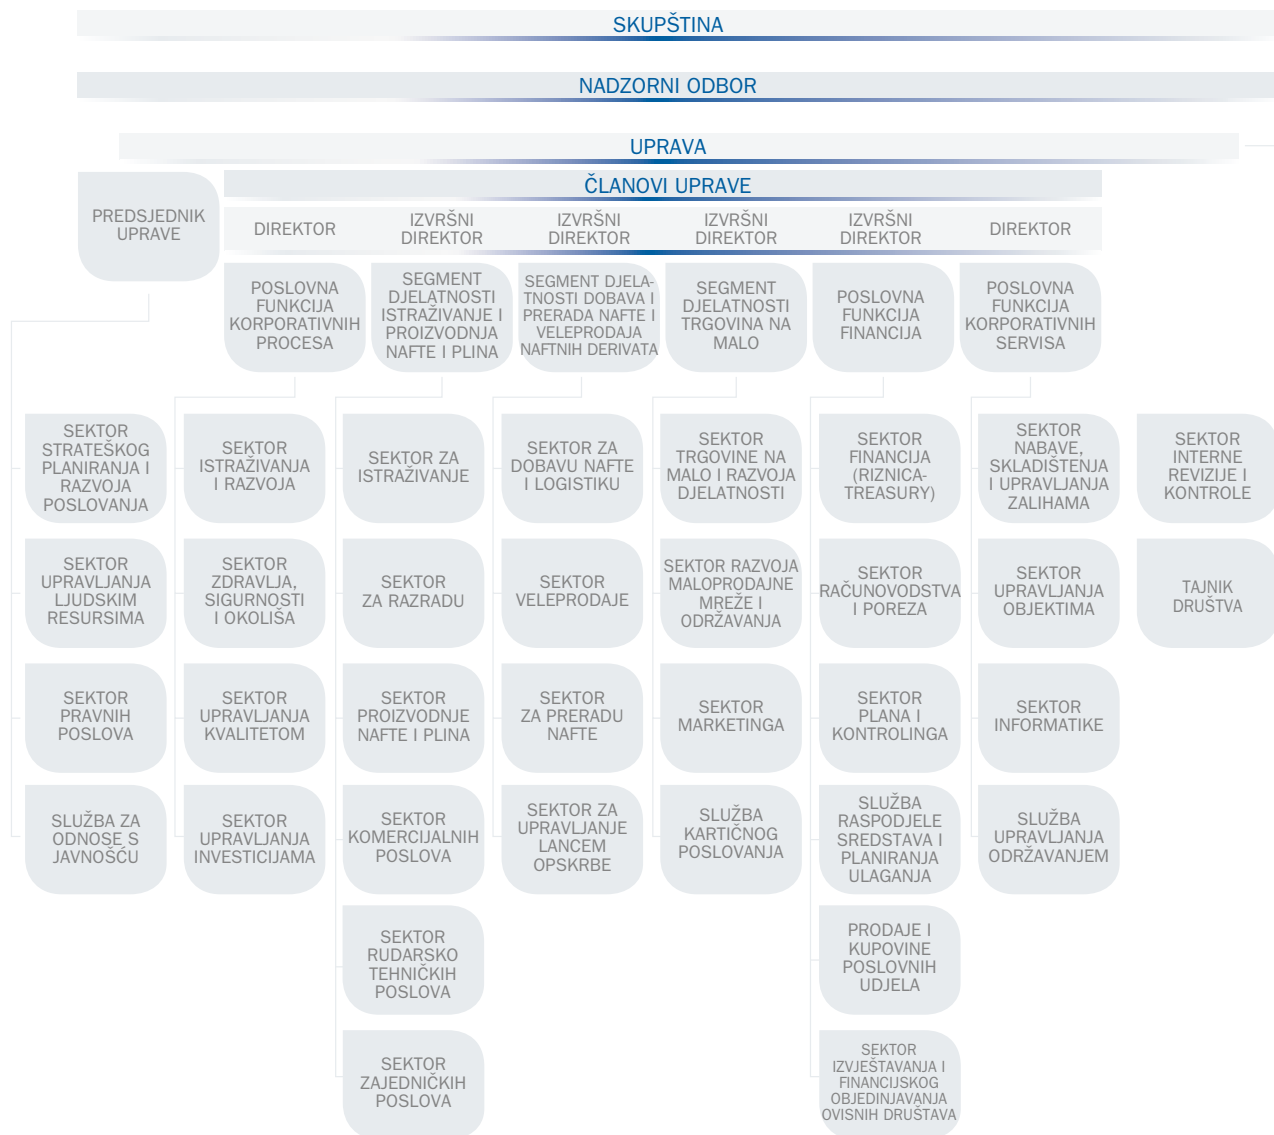 SKUPŠTINA
NADZORNI ODBOR
UPRAVA
PREDSJEDNIK
UPRAVE
ČLANOVI UPRAVE
DIREKTOR
IZVRŠNI
DIREKTOR
IZVRŠNI
DIREKTOR
IZVRŠNI
DIREKTOR
IZVRŠNI
DIREKTOR
DIREKTOR
POSLOVNA
FUNKCIJA
KORPORATIVNIH
PROCESA
SEGMENT
DJELATNOSTI
ISTRAŽIVANJE I
PROIZVODNJA
NAFTE I PLINA
SEGMENT DJELA-
TNOSTI DOBAVA I
PRERADA NAFTE I
VELEPRODAJA
NAFTNIH DERIVATA
SEGMENT
DJELATNOSTI
TRGOVINA NA
MALO
POSLOVNA
FUNKCIJA
FINANCIJA
POSLOVNA
FUNKCIJA
KORPORATIVNIH
SERVISA
SEKTOR
STRATEŠKOG
PLANIRANJA I
RAZVOJA
POSLOVANJA
SEKTOR
ISTRAŽIVANJA
I RAZVOJA
SEKTOR ZA
ISTRAŽIVANJE
SEKTOR ZA
DOBAVU NAFTE
I LOGISTIKU
SEKTOR
TRGOVINE NA
MALO I RAZVOJA
DJELATNOSTI
SEKTOR
FINANCIJA
(RIZNICA-
TREASURY)
SEKTOR
NABAVE,
SKLADIŠTENJA
I UPRAVLJANJA
ZALIHAMA
SEKTOR
INTERNE
REVIZIJE I
KONTROLE
SEKTOR
UPRAVLJANJA
LJUDSKIM
RESURSIMA
SEKTOR
ZDRAVLJA,
SIGURNOSTI
I OKOLIŠA
SEKTOR
ZA RAZRADU
SEKTOR
VELEPRODAJE
SEKTOR RAZVOJA
MALOPRODAJNE
MREŽE I
ODRŽAVANJA
SEKTOR
RAČUNOVODSTVA
I POREZA
SEKTOR
UPRAVLJANJA
OBJEKTIMA
TAJNIK
DRUŠTVA
SEKTOR
PRAVNIH
POSLOVA
SEKTOR
UPRAVLJANJA
KVALITETOM
SEKTOR
PROIZVODNJE
NAFTE I PLINA
SEKTOR
ZA PRERADU
NAFTE
SEKTOR
MARKETINGA
SEKTOR
PLANA I
KONTROLINGA
SEKTOR
INFORMATIKE
SLUŽBA ZA
ODNOSE S
JAVNOŠĆU
SEKTOR
UPRAVLJANJA
INVESTICIJAMA
SEKTOR
KOMERCIJALNIH
POSLOVA
SEKTOR ZA
UPRAVLJANJE
LANCEM
OPSKRBE
SLUŽBA
KARTIČNOG
POSLOVANJA
SLUŽBA
RASPODJELE
SREDSTAVA I
PLANIRANJA
ULAGANJA
SLUŽBA
UPRAVLJANJA
ODRŽAVANJEM
SEKTOR
RUDARSKO
TEHNIČKIH
POSLOVA
PRODAJE I
KUPOVINE
POSLOVNIH
UDJELA
SEKTOR
ZAJEDNIČKIH
POSLOVA
SEKTOR
IZVJEŠTAVANJA I
FINANCIJSKOG
OBJEDINJAVANJA
OVISNIH DRUŠTAVA